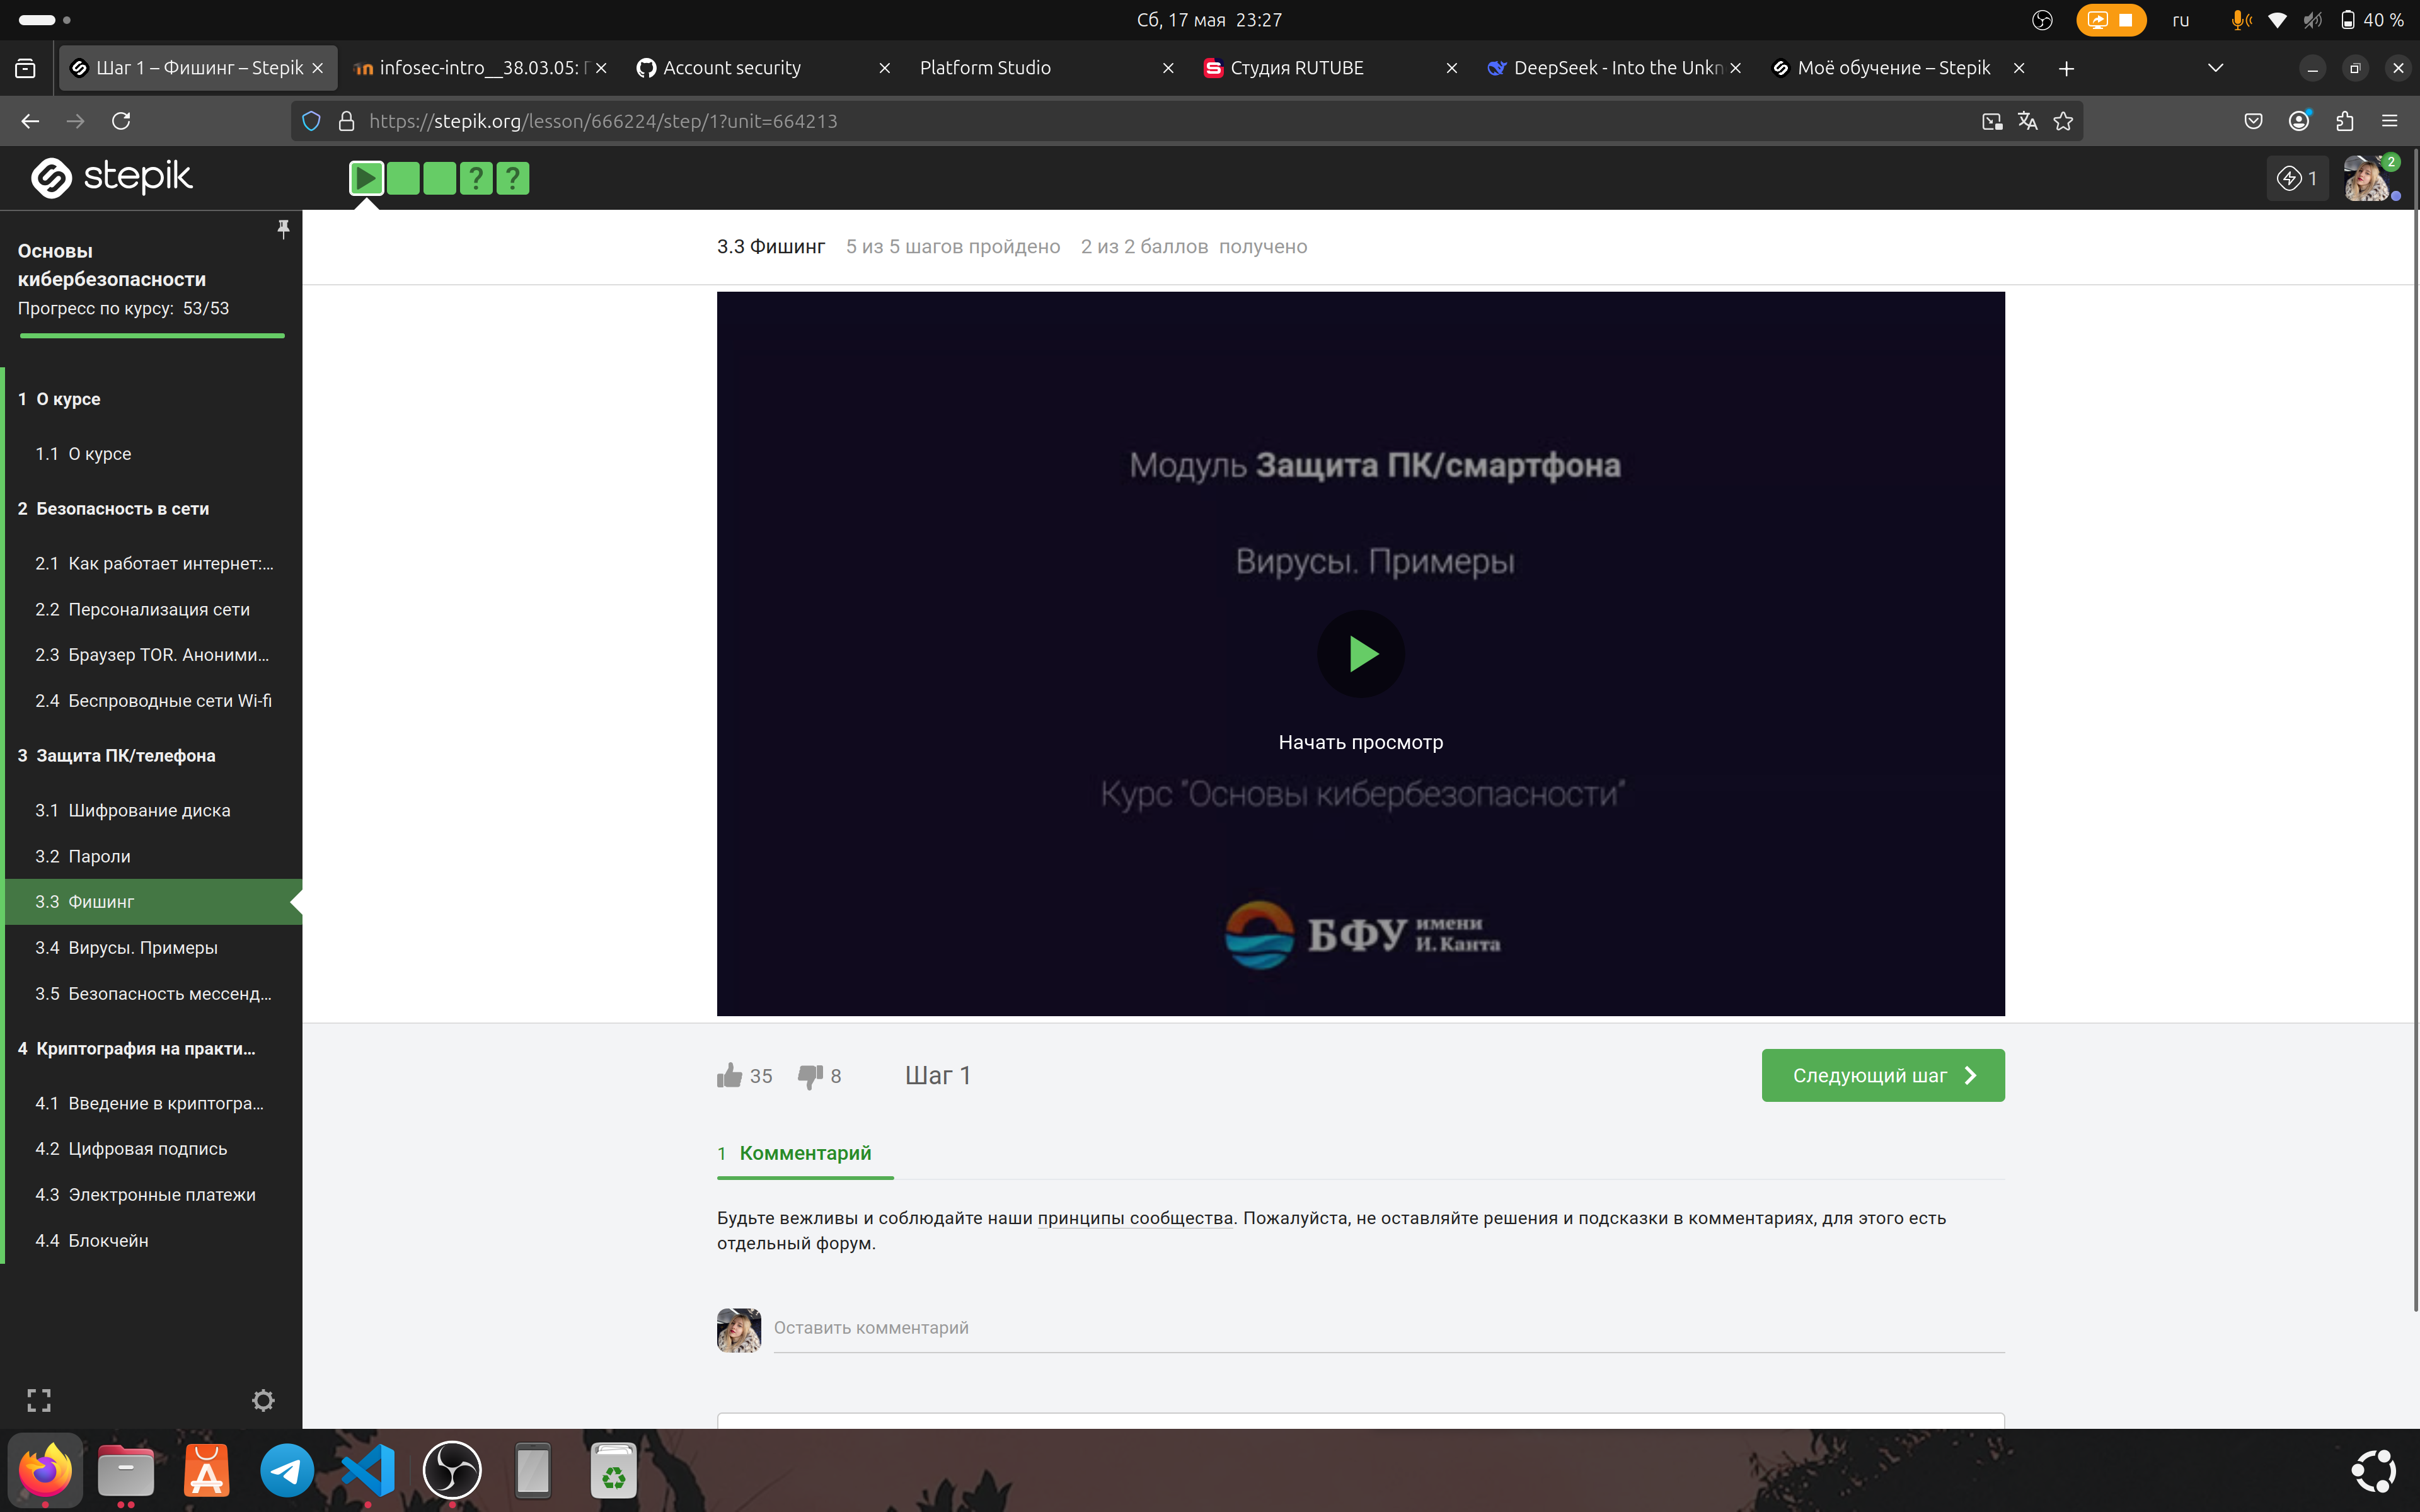 Сб, 17 мая 23:27
ru
40 %
Шаг 1 – Фишинг – Stepik
infosec-intro__38.03.05:
Account security
Platform Studio
Студия RUTUBE
DeepSeek - Into the Unkn
Моё обучение – Stepik
https://stepik.org/lesson/666224/step/1?unit=664213
stepik
? ?
1
2
Основы
кибербезопасности
Прогресс по курсу: 53/53
1 О курсе
1.1 О курсе
2 Безопасность в сети
2.1 Как работает интернет:...
2.2 Персонализация сети
2.3 Браузер TOR. Аноними...
2.4 Беспроводные сети Wi-fi
3 Защита ПК/телефона
3.1 Шифрование диска
3.2 Пароли
3.3 Фишинг
3.4 Вирусы. Примеры
3.5 Безопасность мессенд...
4 Криптография на практи...
4.1 Введение в криптогра...
4.2 Цифровая подпись
4.3 Электронные платежи
4.4 Блокчейн
3.3 Фишинг 5 из 5 шагов пройдено 2 из 2 баллов получено
Модуль Защита ПК/смартфона
Вирусы. Примеры
Начать просмотр
Курс "Основы кибербезопасности"
БФУ имени
И. Канта
35
8
Шаг 1
Следующий шаг
1 Комментарий
Будьте вежливы и соблюдайте наши принципы сообщества. Пожалуйста, не оставляйте решения и подсказки в комментариях, для этого есть
отдельный форум.
Оставить комментарий